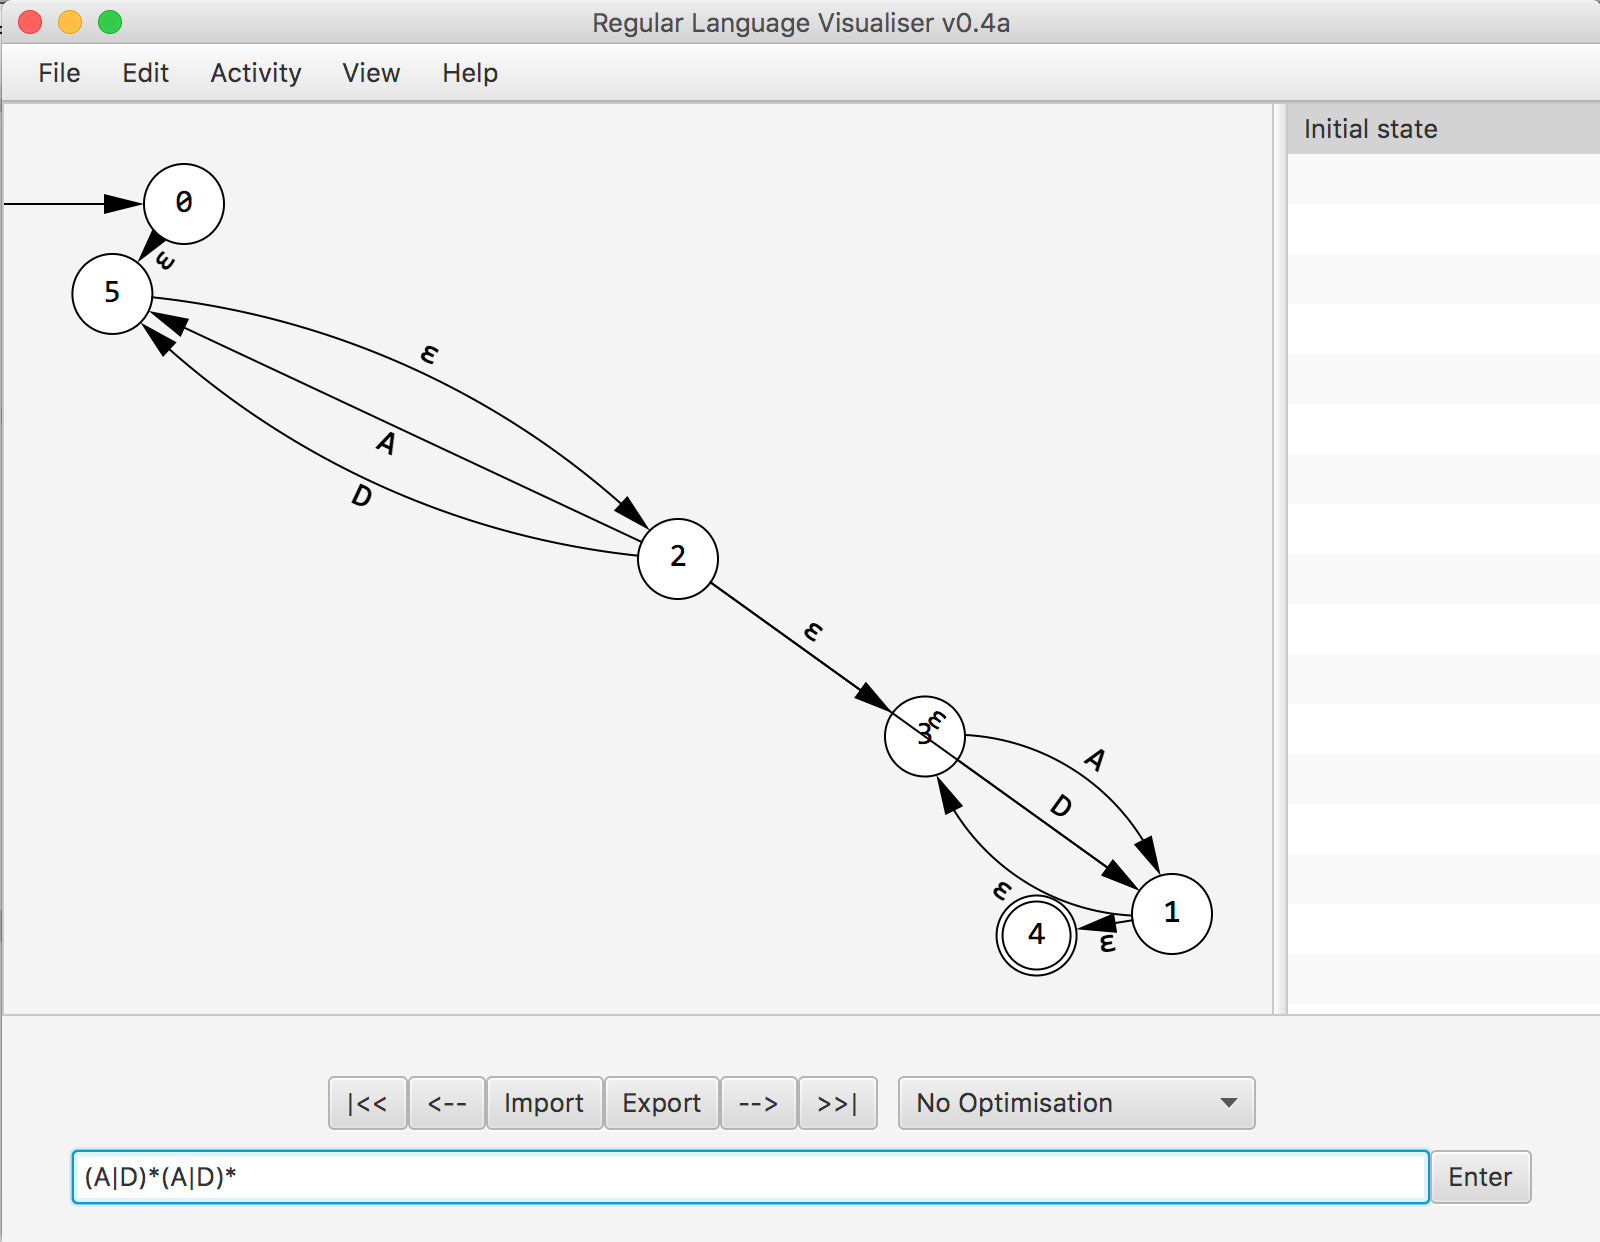 Regular Language Visualiser v0.4a
File Edit Activity View Help
Initial state
0
ε
5
ε
A
D
2
ε
3
ε
A
D
ε
1
4
ε
|<< <-- Import Export --> >>| No Optimisation
(A|D)*(A|D)* Enter